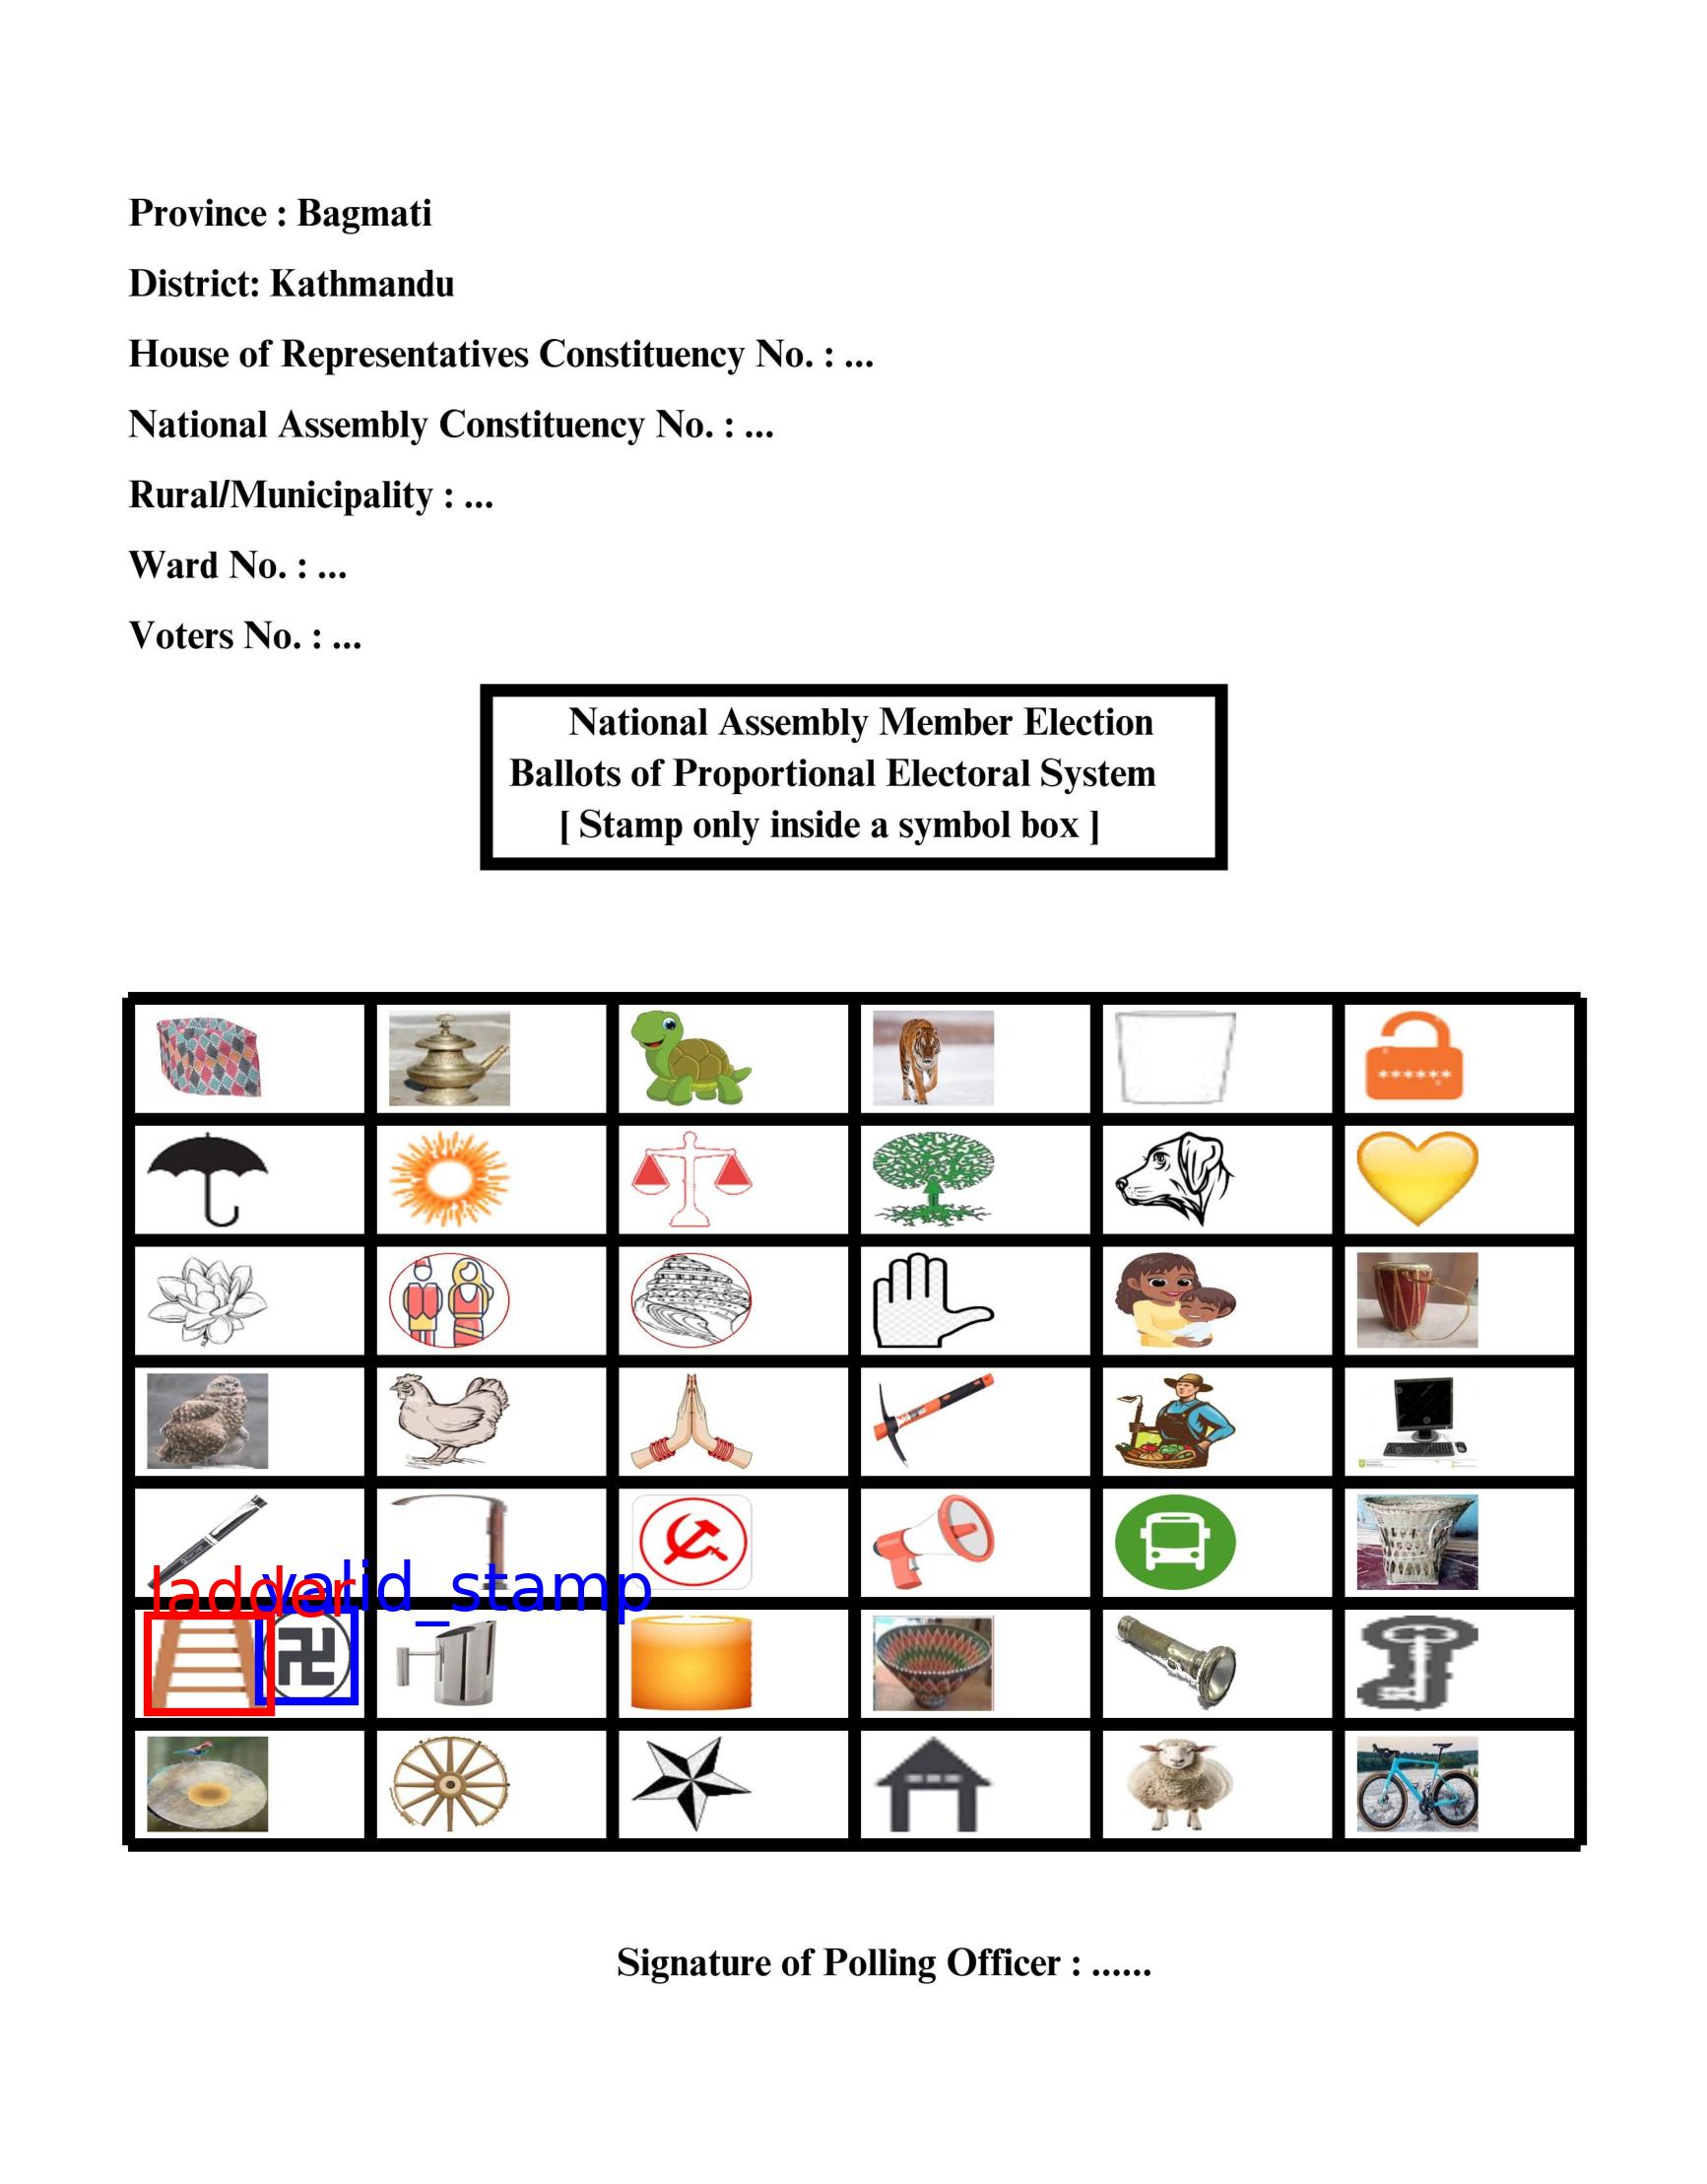 Province : Bagmati
District: Kathmandu
House of Representatives Constituency No. : ...
National Assembly Constituency No. : ...
Rural/Municipality : ...
Ward No. : ...
Voters No. : ...
National Assembly Member Election
Ballots of Proportional Electoral System
[ Stamp only inside a symbol box ]
******
ladder
valid_stamp
Signature of Polling Officer : ......